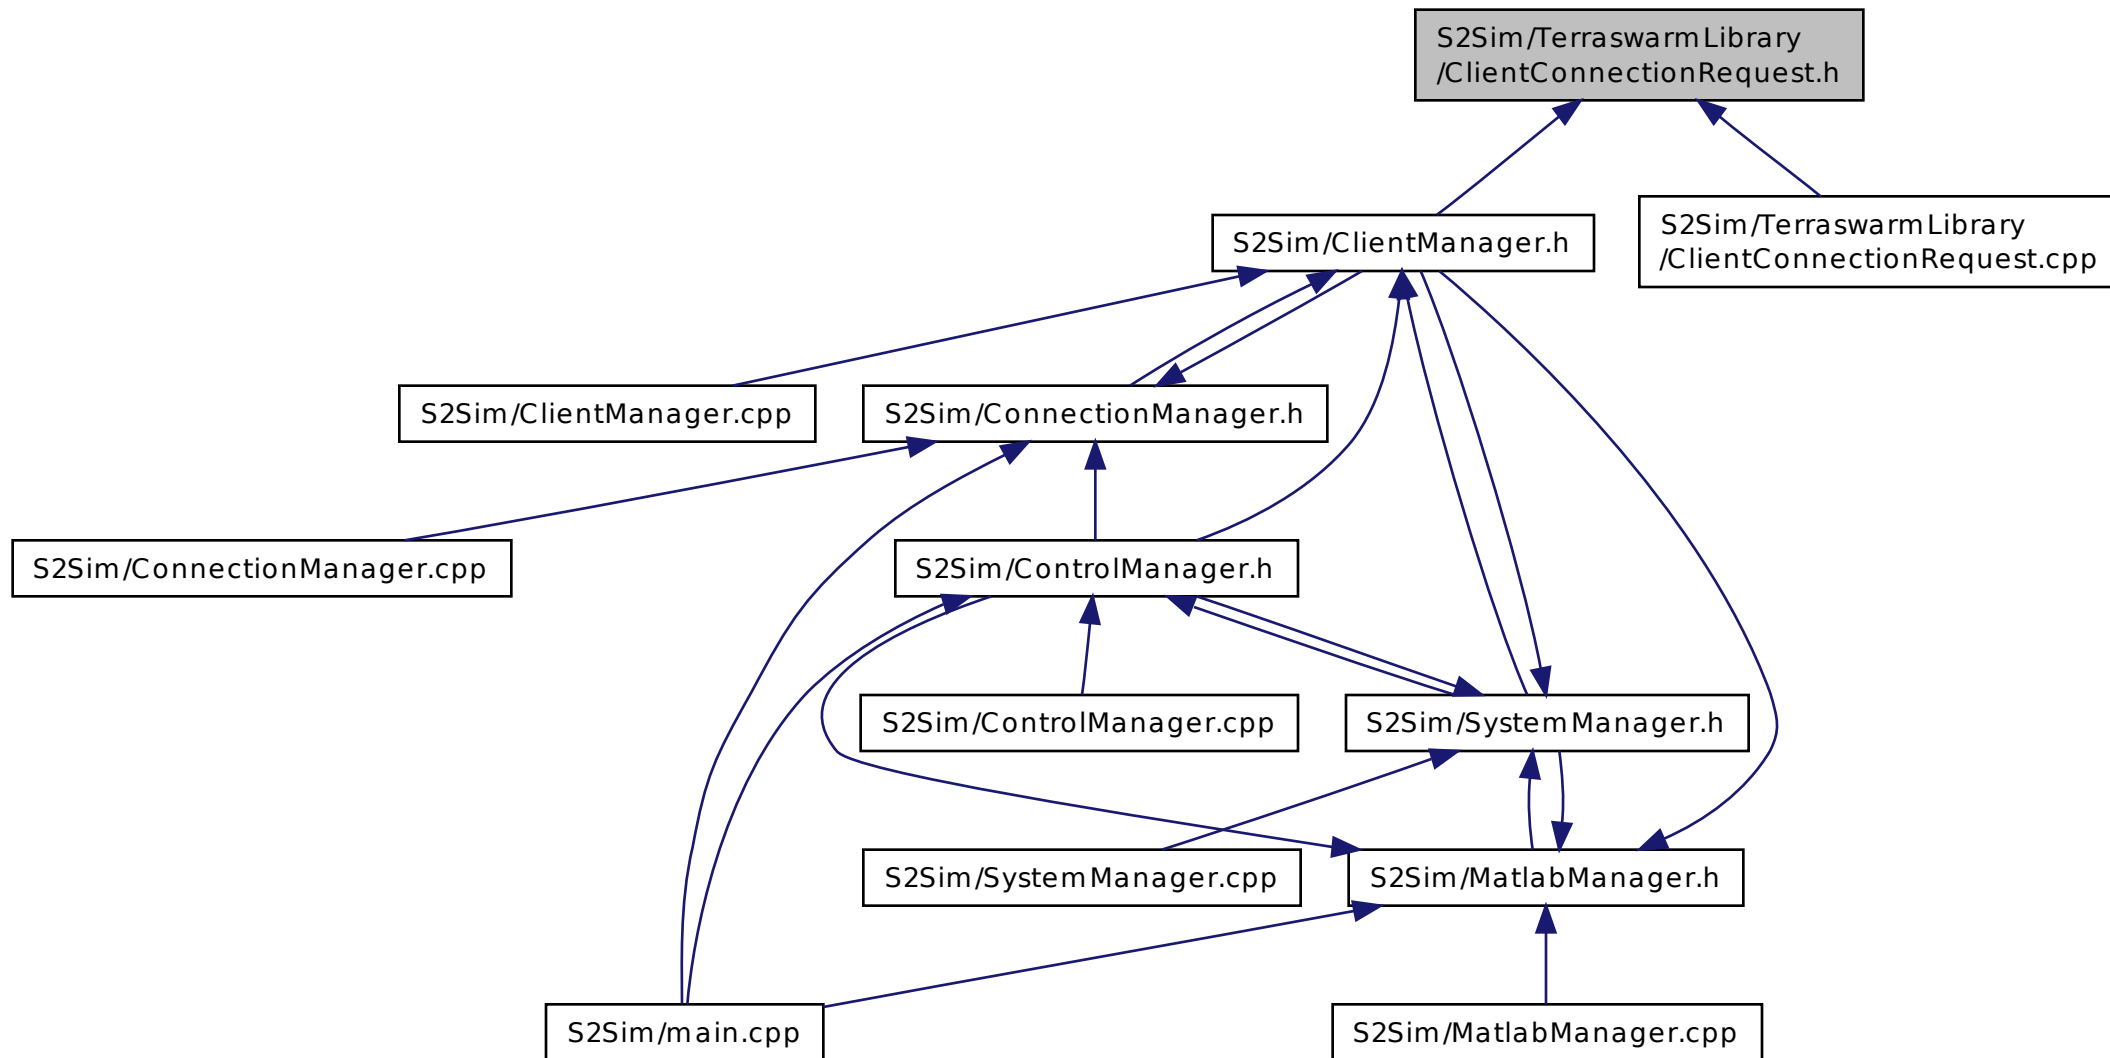 S2Sim/TerraswarmLibrary
/ClientConnectionRequest.h
S2Sim/ClientManager.h
S2Sim/TerraswarmLibrary
/ClientConnectionRequest.cpp
S2Sim/ClientManager.cpp
S2Sim/ConnectionManager.h
S2Sim/ConnectionManager.cpp
S2Sim/ControlManager.h
S2Sim/ControlManager.cpp
S2Sim/SystemManager.h
S2Sim/SystemManager.cpp
S2Sim/MatlabManager.h
S2Sim/main.cpp
S2Sim/MatlabManager.cpp